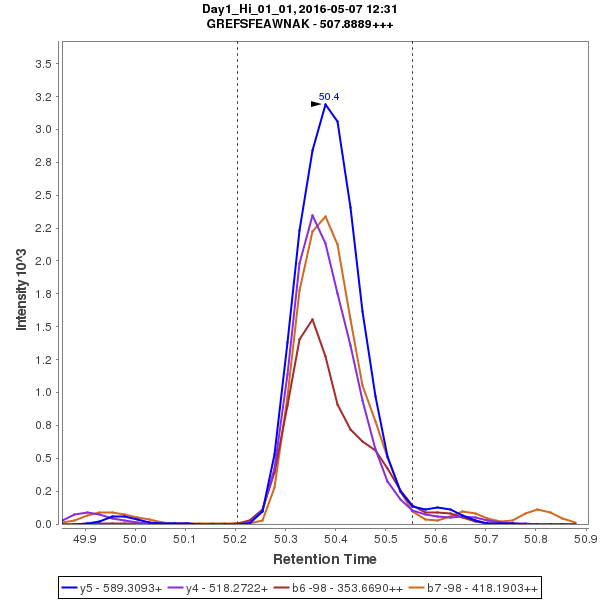 Day1_Hi_01_01, 2016-05-07 12:31
GREFSFEAWNAK - 507.8889+++
3.5
3.2
3.0
2.8
2.5
2.2
2.0
1.8
1.5
1.2
1.0
0.8
0.5
0.2
0.0
Intensity 10^3
50.4
49.9 50.0 50.1 50.2 50.3 50.4 50.5 50.6 50.7 50.8 50.9
Retention Time
y5 - 589.3093+ y4 - 518.2722+ b6 -98 - 353.6690++ b7 -98 - 418.1903++